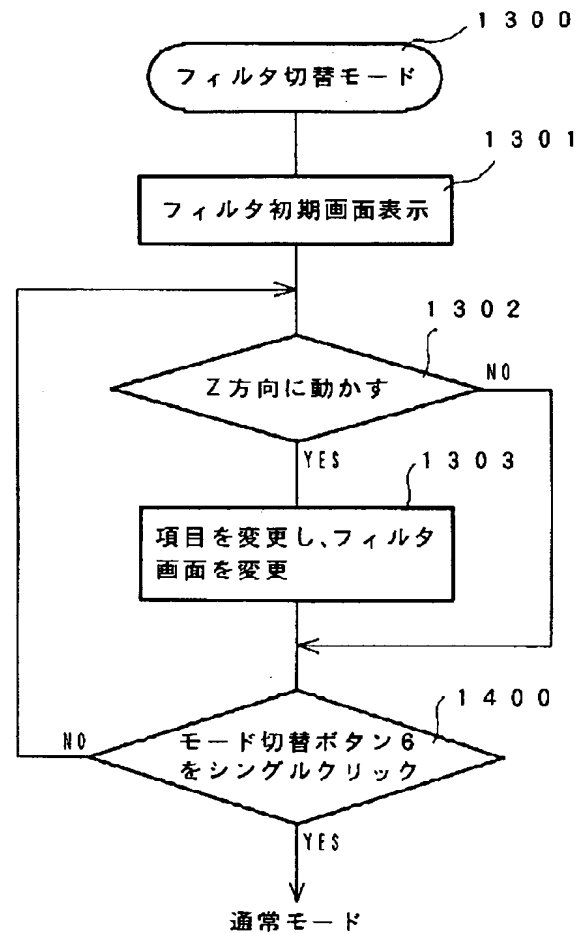 1300
フィルタ切替モード
1301
フィルタ初期画面表示
1302
Z方向に動かす
NO
YES
1303
項目を変更し、フィルタ
画面を変更
1400
モード切替ボタン6
をシングルクリック
NO
YES
通常モード